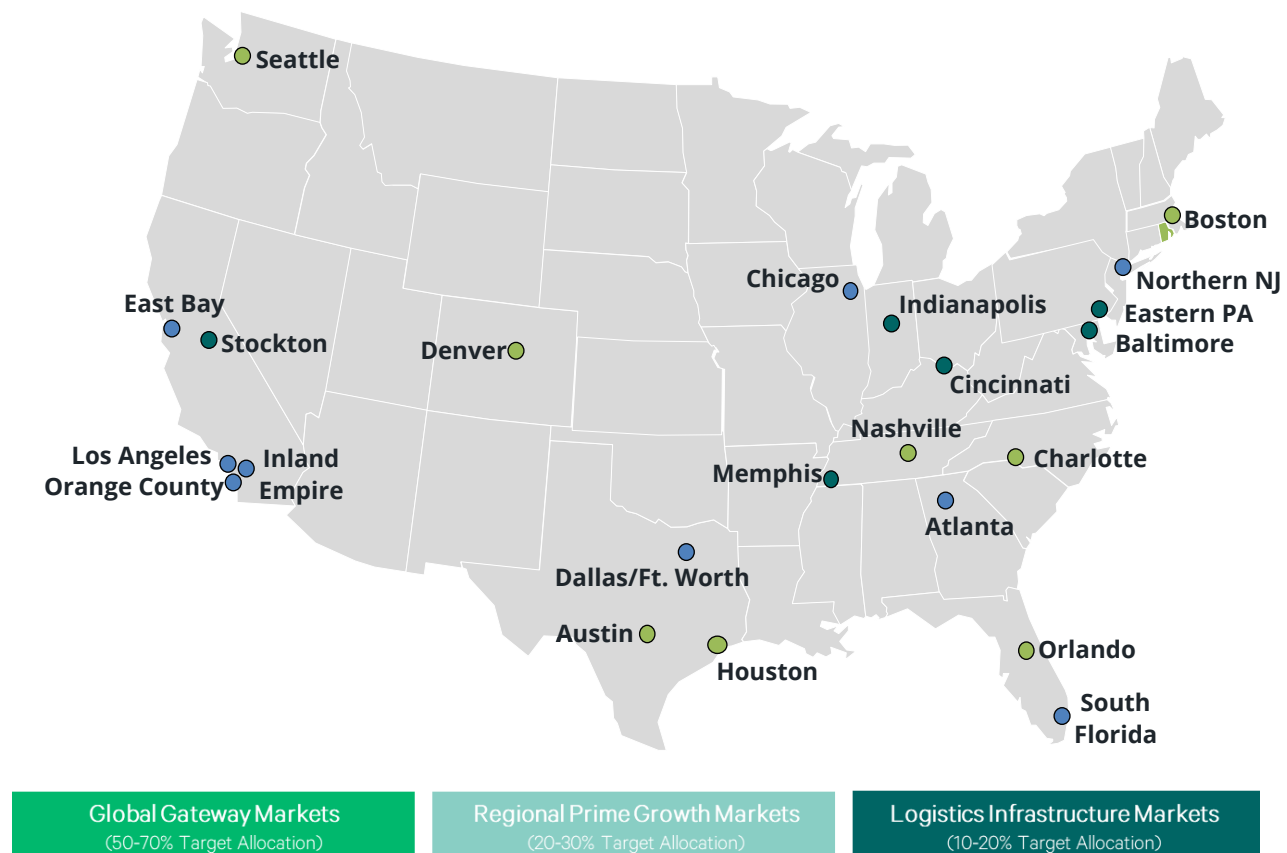 Seattle
Boston
Chicago
Northern NJ
East Bay
Indianapolis
Eastern PA
Stockton
Denver
Baltimore
Cincinnati
Nashville
Los Angeles
Inland
Charlotte
Memphis
Orange County
Empire
Atlanta
Dallas/Ft. Worth
Austin
Orlando
Houston
South
Florida
Global Gateway Markets
(50-70% Target Allocation)
Regional Prime Growth Markets
(20-30% Target Allocation)
Logistics Infrastructure Markets
(10-20% Target Allocation)